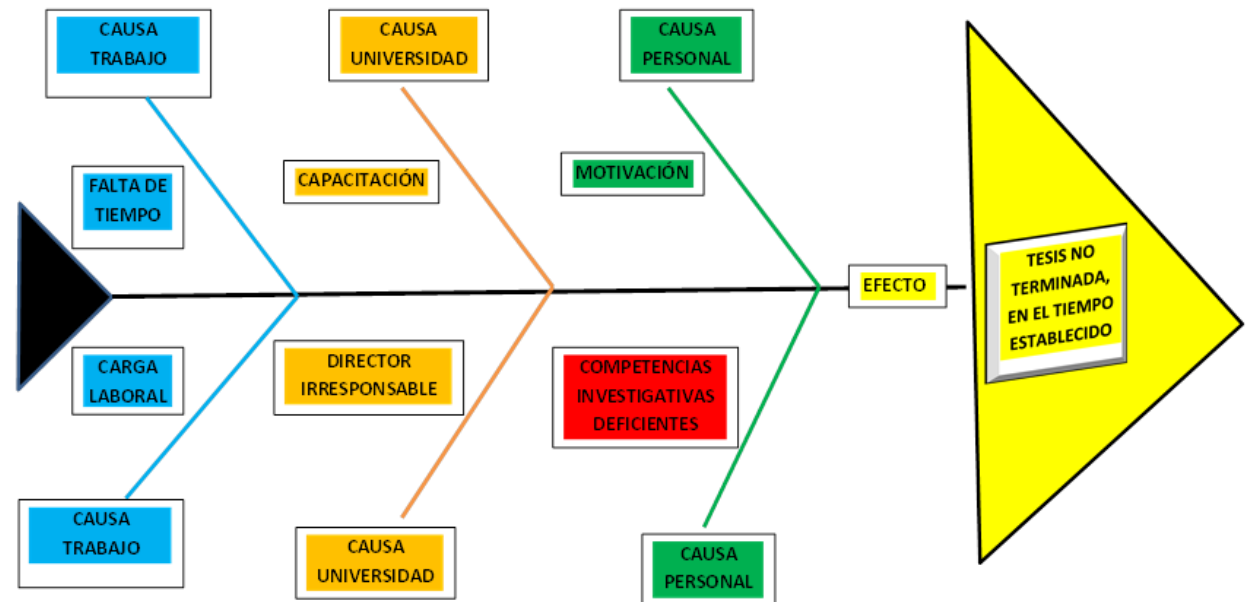 CAUSA
TRABAJO
CAUSA
UNIVERSIDAD
CAUSA
PERSONAL
FALTA DE
TIEMPO
CAPACITACIÓN
MOTIVACIÓN
EFECTO
TESIS NO
TERMINADA,
EN EL TIEMPO
ESTABLECIDO
CARGA
LABORAL
DIRECTOR
IRRESPONSABLE
COMPETENCIAS
INVESTIGATIVAS
DEFICIENTES
CAUSA
TRABAJO
CAUSA
UNIVERSIDAD
CAUSA
PERSONAL